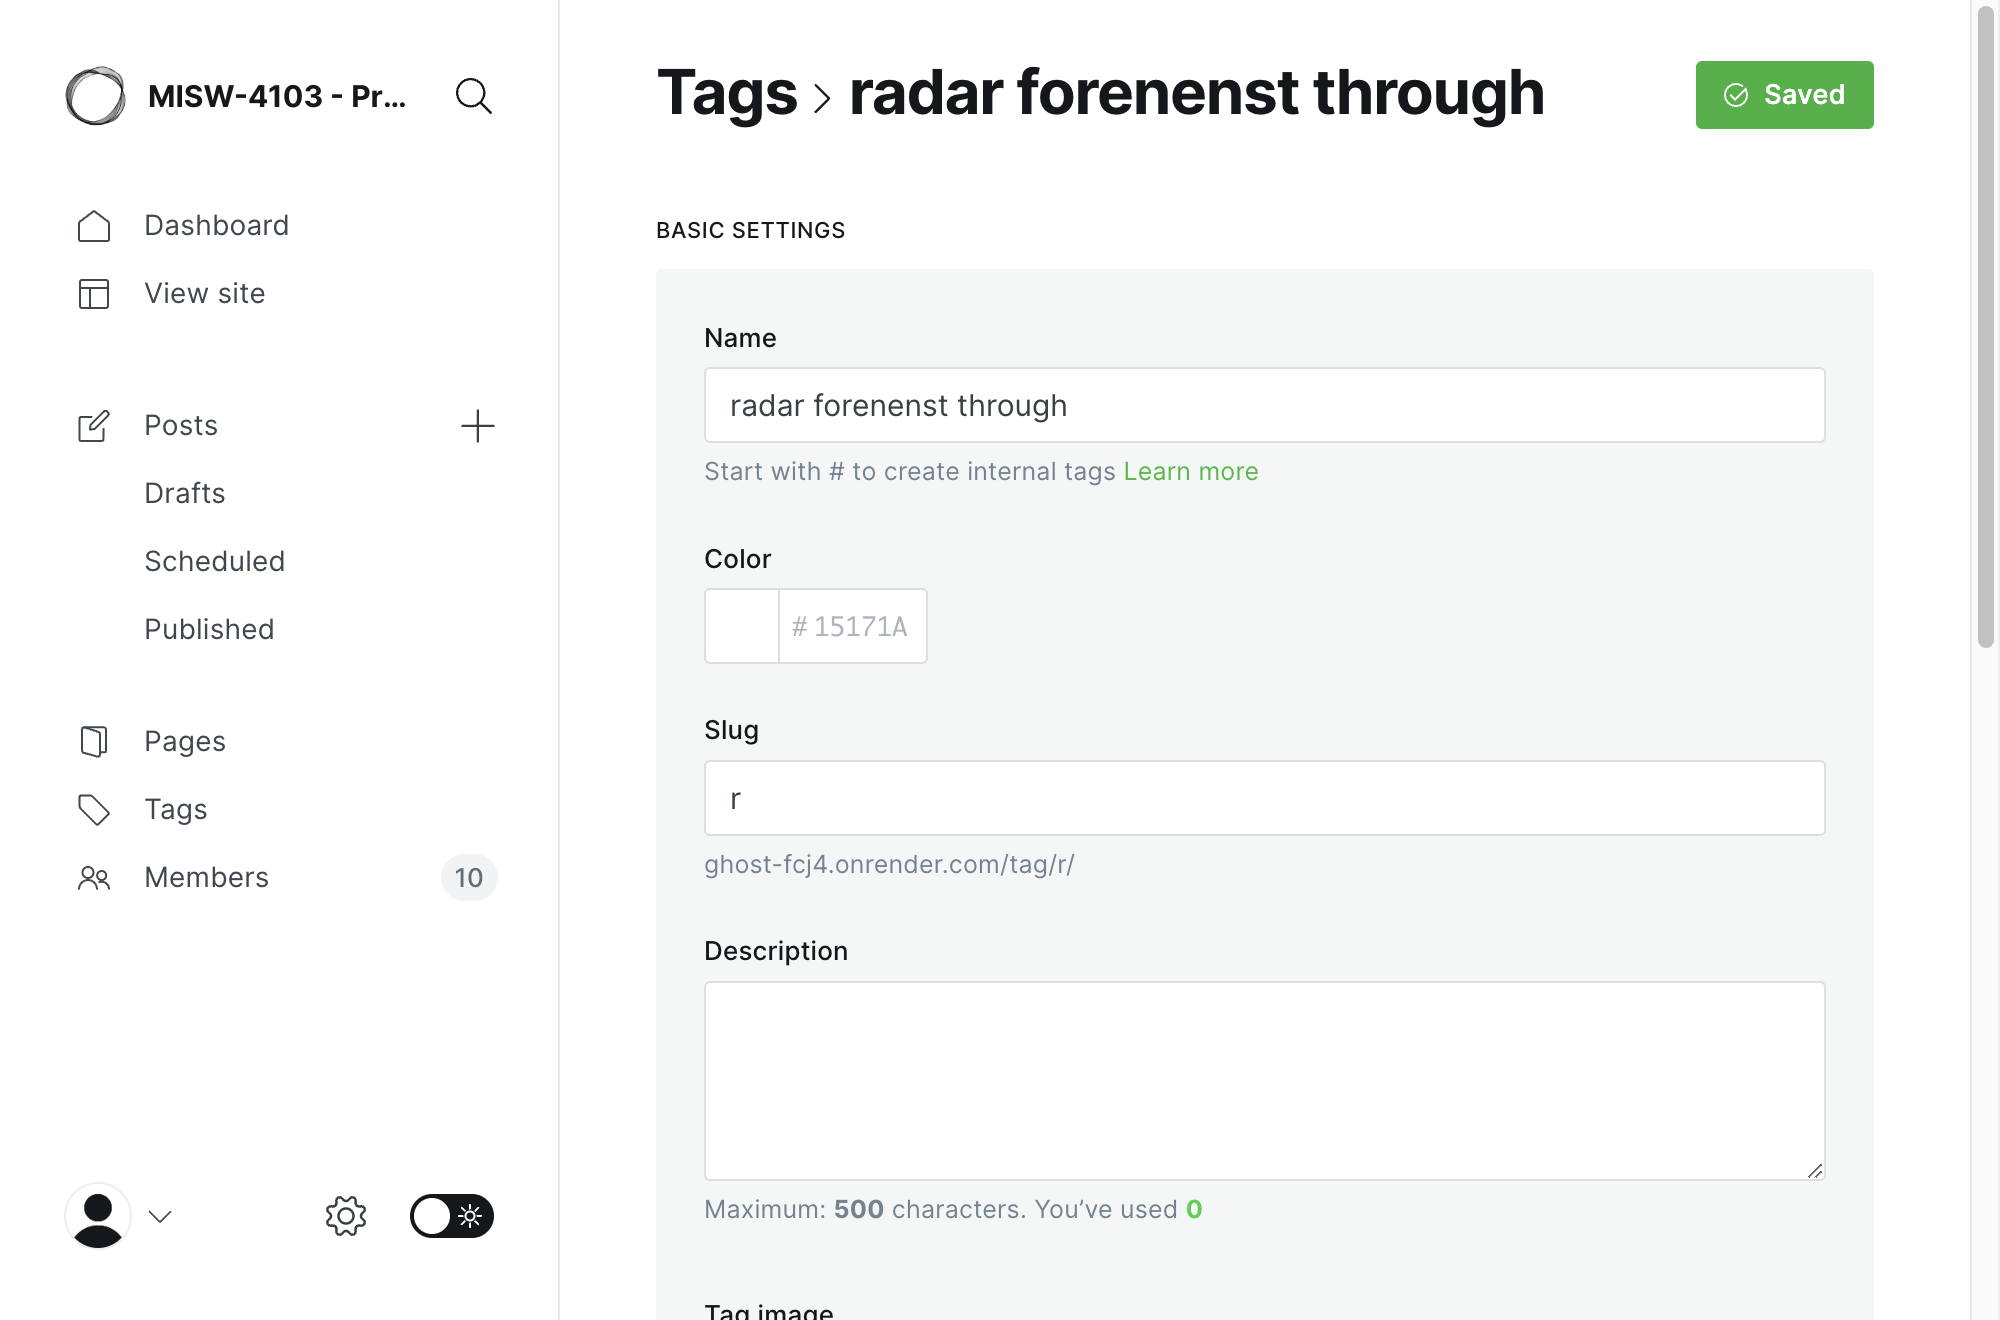 MISW-4103 - Pr...
Dashboard
View site
Posts
Drafts
Scheduled
Published
Pages
Tags
Members 10
Tags > radar forenenst through
Saved
BASIC SETTINGS
Name
radar forenenst through
Start with # to create internal tags Learn more
Color
# 15171A
Slug
r
ghost-fcj4.onrender.com/tag/r/
Description
Maximum: 500 characters. You’ve used 0
Tag image